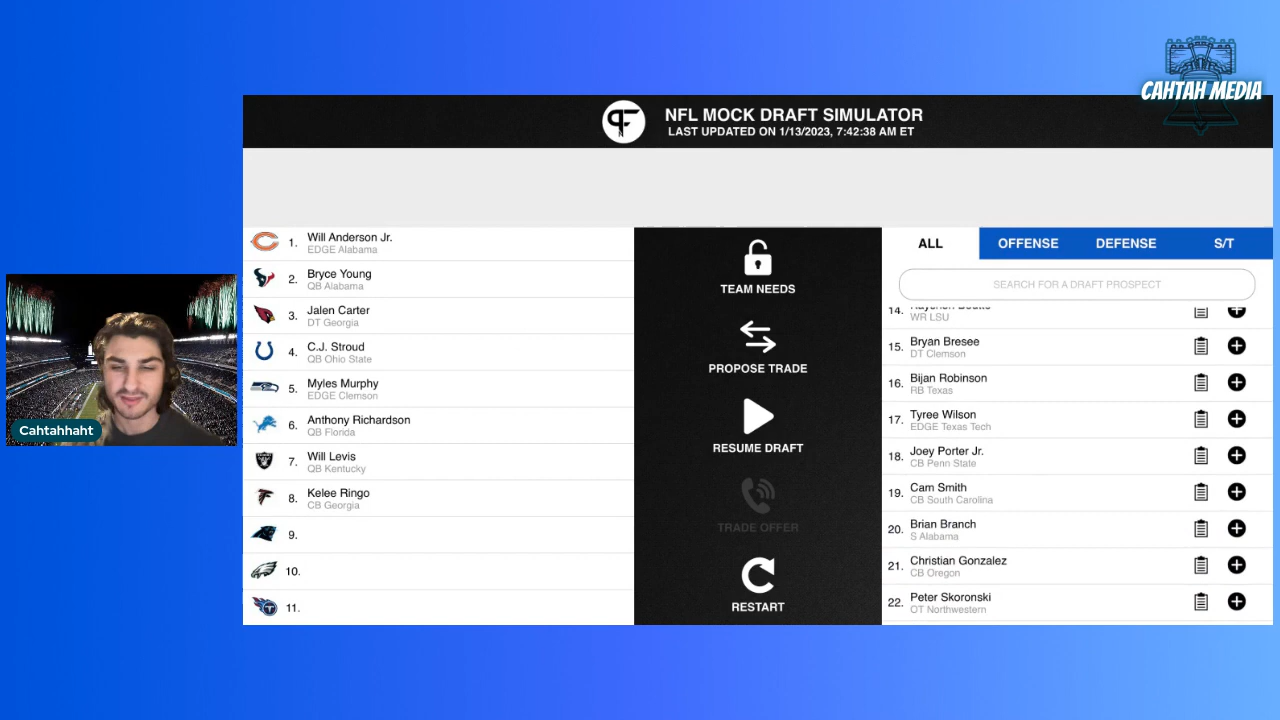 CAHTAH MEDIA
NFL MOCK DRAFT SIMULATOR
LAST UPDATED ON 1/13/2023, 7:42:38 AM ET
1. Will Anderson Jr.
EDGE Alabama
2. Bryce Young
QB Alabama
3. Jalen Carter
DT Georgia
4. C.J. Stroud
QB Ohio State
5. Myles Murphy
EDGE Clemson
6. Anthony Richardson
QB Florida
7. Will Levis
QB Kentucky
8. Kelee Ringo
CB Georgia
9.
10.
11.
TEAM NEEDS
PROPOSE TRADE
RESUME DRAFT
TRADE OFFER
RESTART
ALL OFFENSE DEFENSE S/T
SEARCH FOR A DRAFT PROSPECT
14.
WR LSU
15. Bryan Bresee
DT Clemson
16. Bijan Robinson
RB Texas
17. Tyree Wilson
EDGE Texas Tech
18. Joey Porter Jr.
CB Penn State
19. Cam Smith
CB South Carolina
20. Brian Branch
S Alabama
21. Christian Gonzalez
CB Oregon
22. Peter Skoronski
OT Northwestern
Cahtahhaht